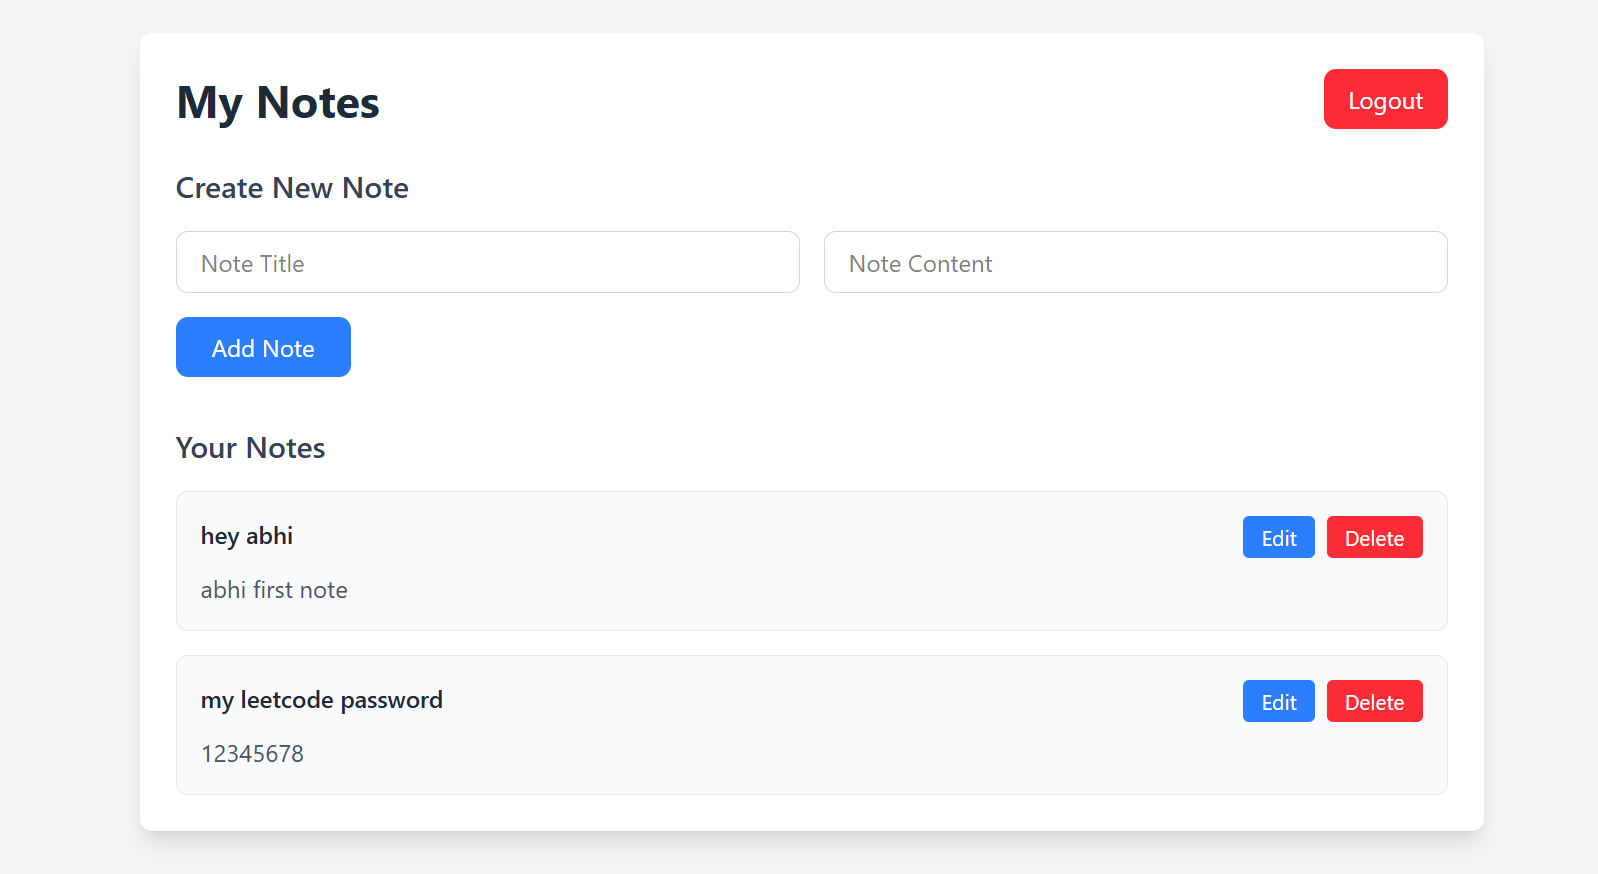 My Notes
Logout
Create New Note
Note Title
Note Content
Add Note
Your Notes
hey abhi
Edit
Delete
abhi first note
my leetcode password
Edit
Delete
12345678